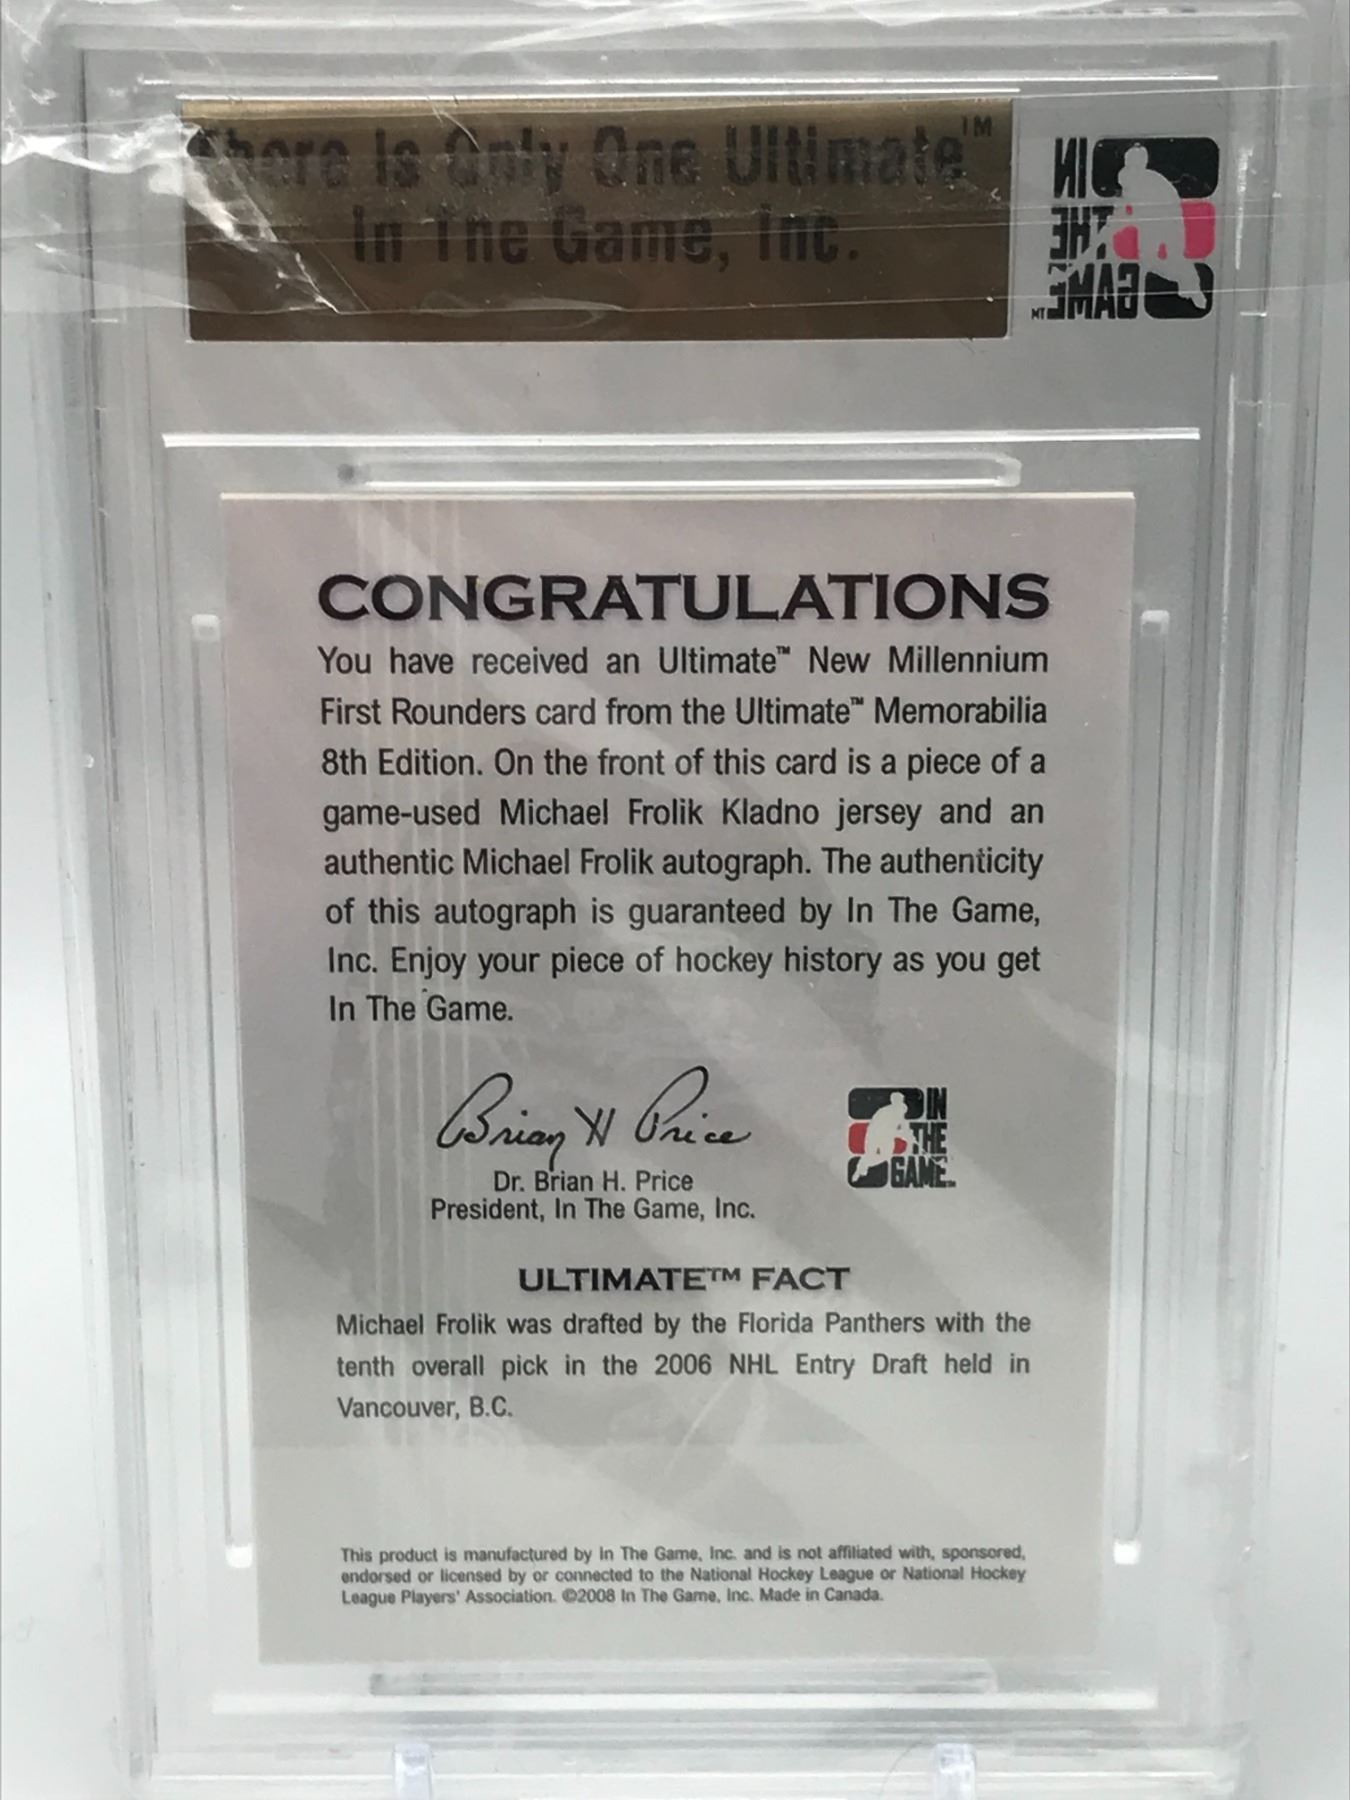 There Is Only One Ultimate™
In The Game, Inc.
IN
THE
GAME™
CONGRATULATIONS
You have received an Ultimate™ New Millennium
First Rounders card from the Ultimate™ Memorabilia
8th Edition. On the front of this card is a piece of a
game-used Michael Frolik Kladno jersey and an
authentic Michael Frolik autograph. The authenticity
of this autograph is guaranteed by In The Game,
Inc. Enjoy your piece of hockey history as you get
In The Game.
Brian H Price
Dr. Brian H. Price
President, In The Game, Inc.
IN
THE
GAME™
ULTIMATE™ FACT
Michael Frolik was drafted by the Florida Panthers with the
tenth overall pick in the 2006 NHL Entry Draft held in
Vancouver, B.C.
This product is manufactured by In The Game, Inc. and is not affiliated with, sponsored,
endorsed or licensed by or connected to the National Hockey League or National Hockey
League Players' Association. ©2008 In The Game, Inc. Made in Canada.